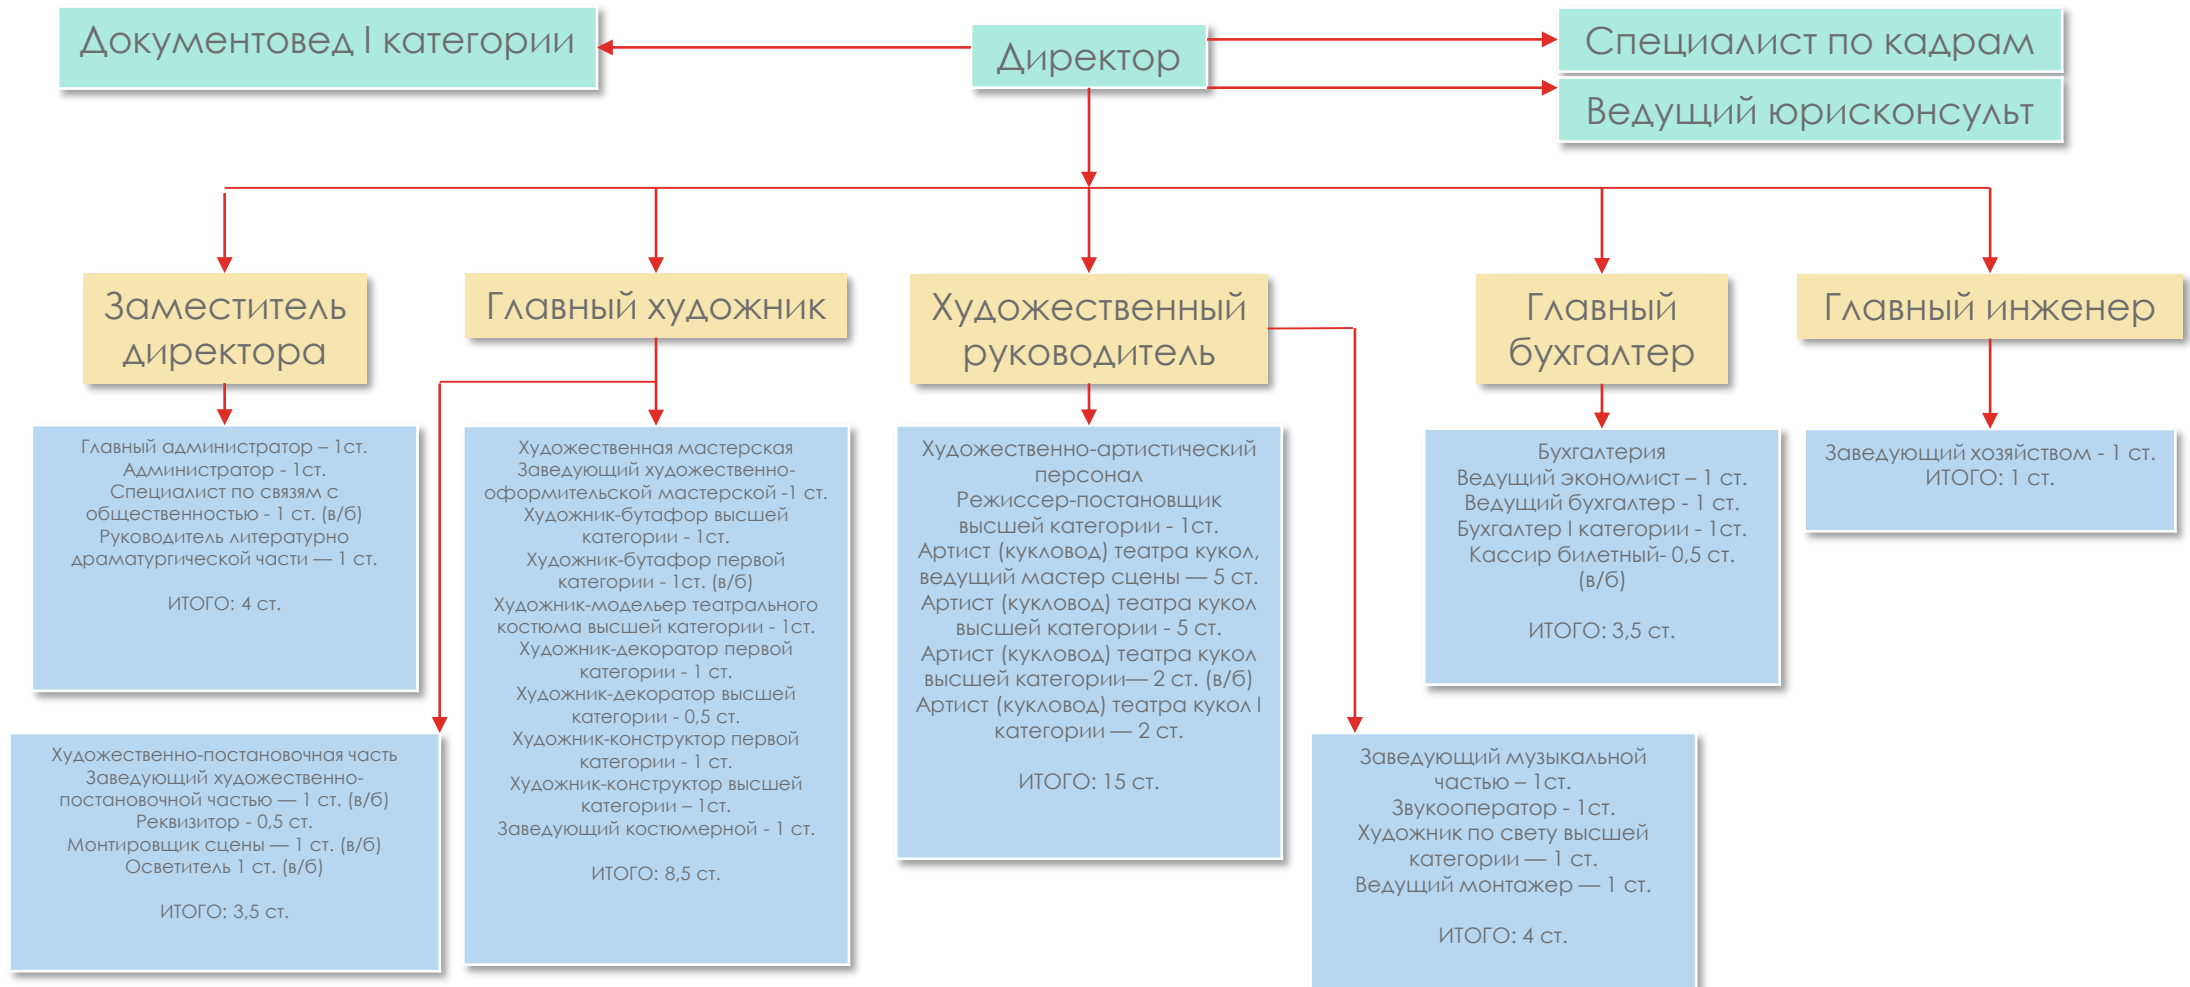 Документовед I категории
Директор
Специалист по кадрам
Ведущий юрисконсульт
Заместитель
директора
Главный художник
Художественный
руководитель
Главный
бухгалтер
Главный инженер
Главный администратор – 1ст.
Администратор - 1ст.
Специалист по связям с
общественностью - 1 ст. (в/б)
Руководитель литературно
драматургической части — 1 ст.
ИТОГО: 4 ст.
Художественно-постановочная часть
Заведующий художественно-
постановочной частью — 1 ст. (в/б)
Реквизитор - 0,5 ст.
Монтировщик сцены — 1 ст. (в/б)
Осветитель 1 ст. (в/б)
ИТОГО: 3,5 ст.
Художественная мастерская
Заведующий художественно-
оформительской мастерской -1 ст.
Художник-бутафор высшей
категории - 1ст.
Художник-бутафор первой
категории - 1ст. (в/б)
Художник-модельер театрального
костюма высшей категории - 1ст.
Художник-декоратор первой
категории - 1 ст.
Художник-декоратор высшей
категории - 0,5 ст.
Художник-конструктор первой
категории - 1 ст.
Художник-конструктор высшей
категории – 1ст.
Заведующий костюмерной - 1 ст.
ИТОГО: 8,5 ст.
Художественно-артистический
персонал
Режиссер-постановщик
высшей категории - 1ст.
Артист (кукловод) театра кукол,
ведущий мастер сцены — 5 ст.
Артист (кукловод) театра кукол
высшей категории - 5 ст.
Артист (кукловод) театра кукол
высшей категории— 2 ст. (в/б)
Артист (кукловод) театра кукол I
категории — 2 ст.
ИТОГО: 15 ст.
Заведующий музыкальной
частью – 1ст.
Звукооператор - 1ст.
Художник по свету высшей
категории — 1 ст.
Ведущий монтажер — 1 ст.
ИТОГО: 4 ст.
Бухгалтерия
Ведущий экономист – 1 ст.
Ведущий бухгалтер - 1 ст.
Бухгалтер I категории - 1ст.
Кассир билетный- 0,5 ст.
(в/б)
ИТОГО: 3,5 ст.
Заведующий хозяйством - 1 ст.
ИТОГО: 1 ст.